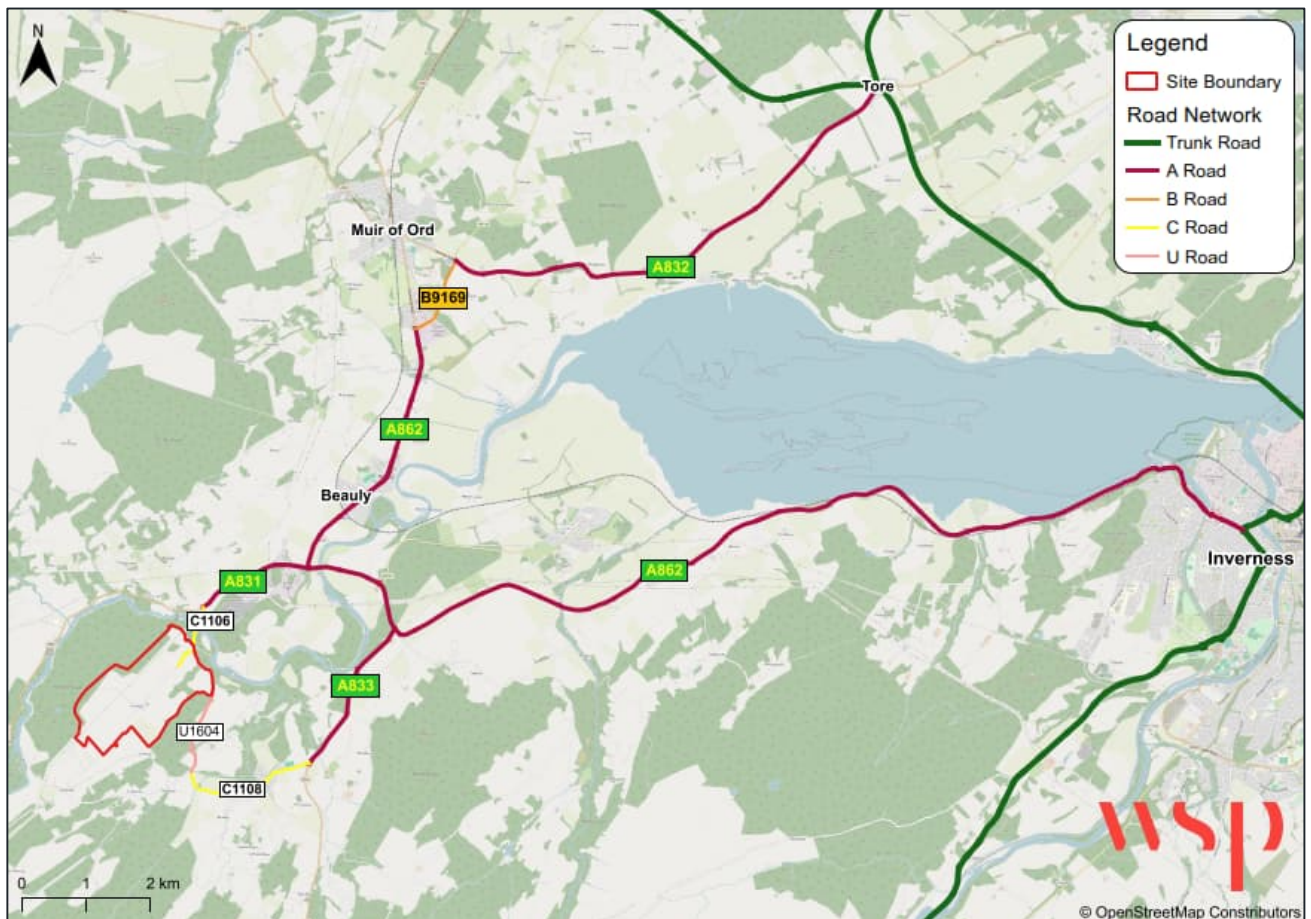 N
Legend
Site Boundary
Road Network
Trunk Road
A Road
B Road
C Road
U Road
Tore
Muir of Ord
A832
B9169
A862
Beauly
A862
Inverness
A831
C1106
A833
U1604
C1108
wsp
0 1 2 km
© OpenStreetMap Constributors